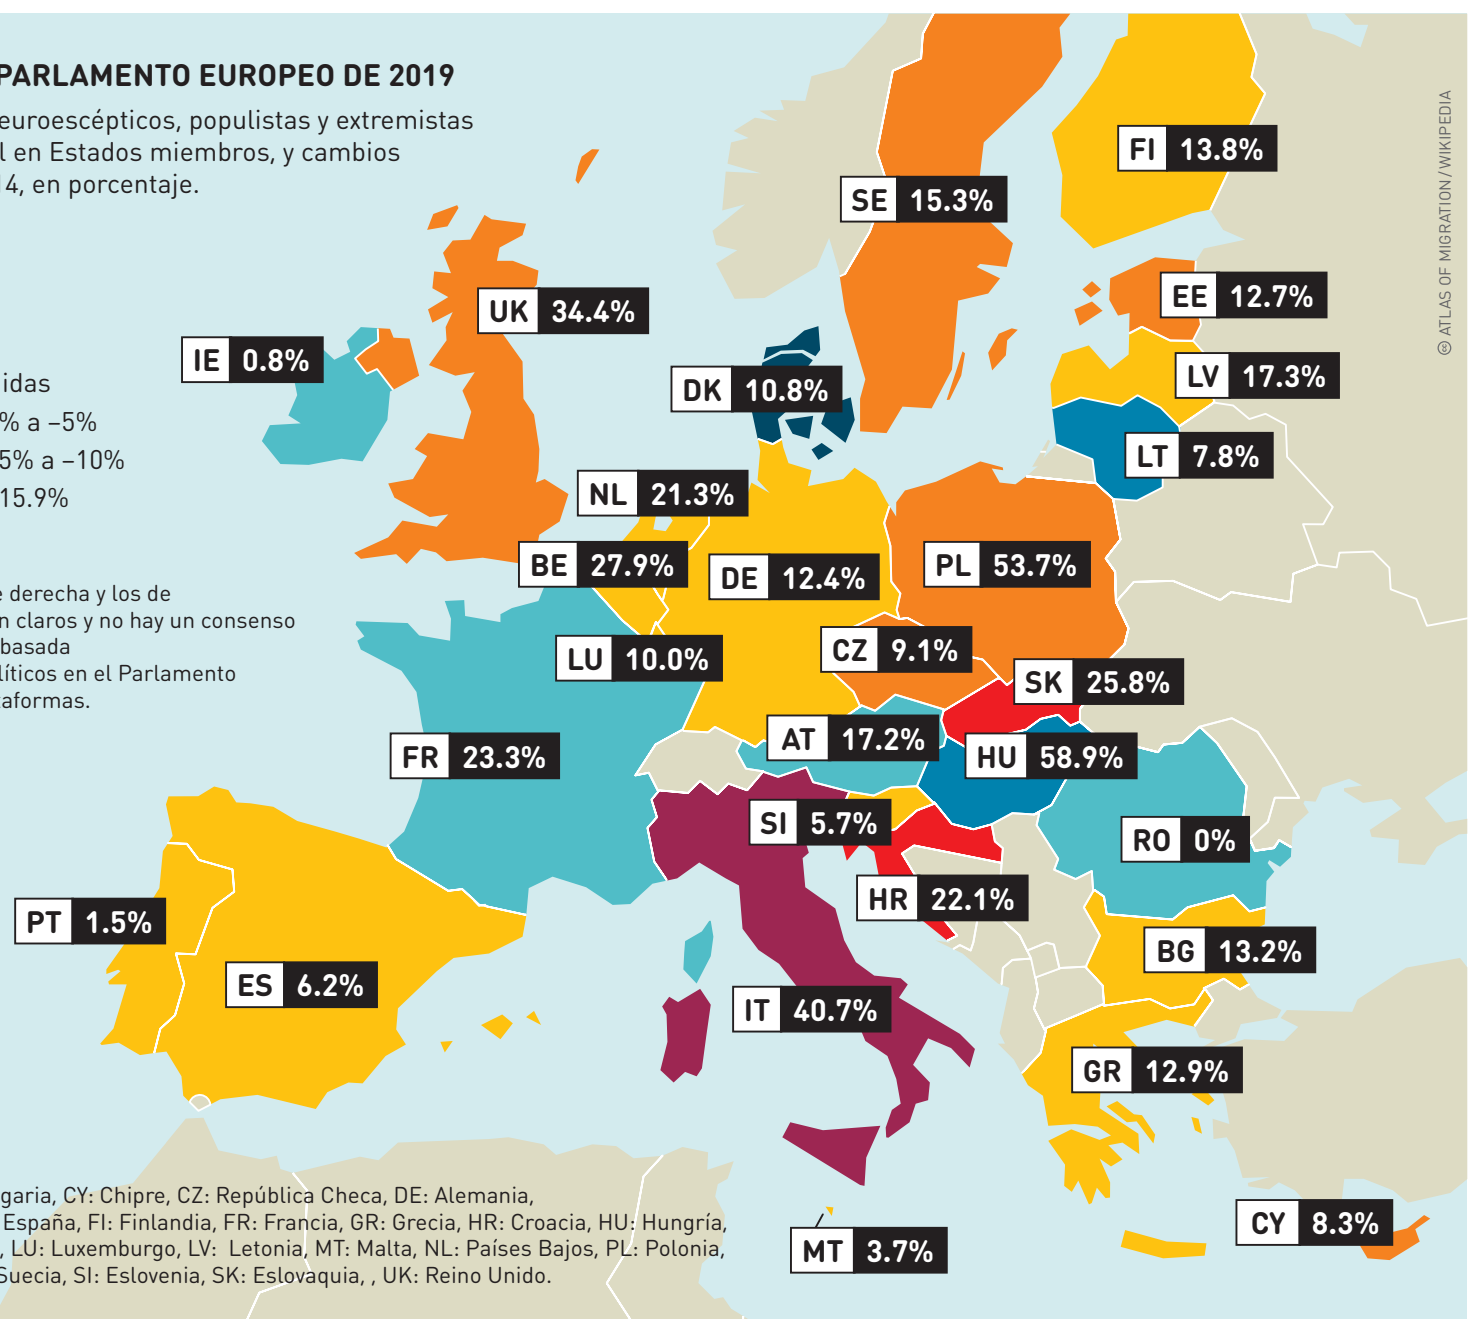 PARLAMENTO EUROPEO DE 2019
euroescépticos, populistas y extremistas
l en Estados miembros, y cambios
14, en porcentaje.
FI 13.8%
SE 15.3%
EE 12.7%
UK 34.4%
IE 0.8%
LV 17.3%
DK 10.8%
idas
% a –5%
5% a –10%
15.9%
LT 7.8%
NL 21.3%
BE 27.9%
DE 12.4%
PL 53.7%
e derecha y los de
n claros y no hay un consenso
basada
líticos en el Parlamento
taformas.
LU 10.0%
CZ 9.1%
SK 25.8%
AT 17.2%
FR 23.3%
HU 58.9%
SI 5.7%
RO 0%
HR 22.1%
PT 1.5%
BG 13.2%
ES 6.2%
IT 40.7%
GR 12.9%
CY 8.3%
MT 3.7%
garia, CY: Chipre, CZ: República Checa, DE: Alemania,
España, FI: Finlandia, FR: Francia, GR: Grecia, HR: Croacia, HU: Hungría,
, LU: Luxemburgo, LV: Letonia, MT: Malta, NL: Países Bajos, PL: Polonia,
Suecia, SI: Eslovenia, SK: Eslovaquia, , UK: Reino Unido.
cc ATLAS OF MIGRATION / WIKIPEDIA